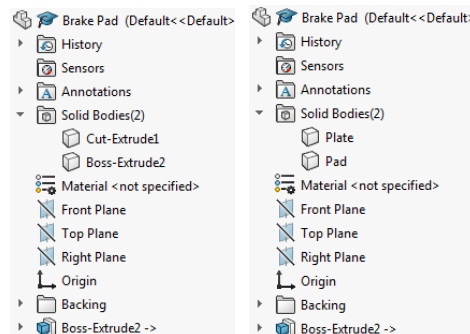 Brake Pad (Default<<Default>
History
Sensors
Annotations
Solid Bodies(2)
Cut-Extrude1
Boss-Extrude2
Material <not specified>
Front Plane
Top Plane
Right Plane
Origin
Backing
Boss-Extrude2 ->
Brake Pad (Default<<Default>
History
Sensors
Annotations
Solid Bodies(2)
Plate
Pad
Material <not specified>
Front Plane
Top Plane
Right Plane
Origin
Backing
Boss-Extrude2 ->